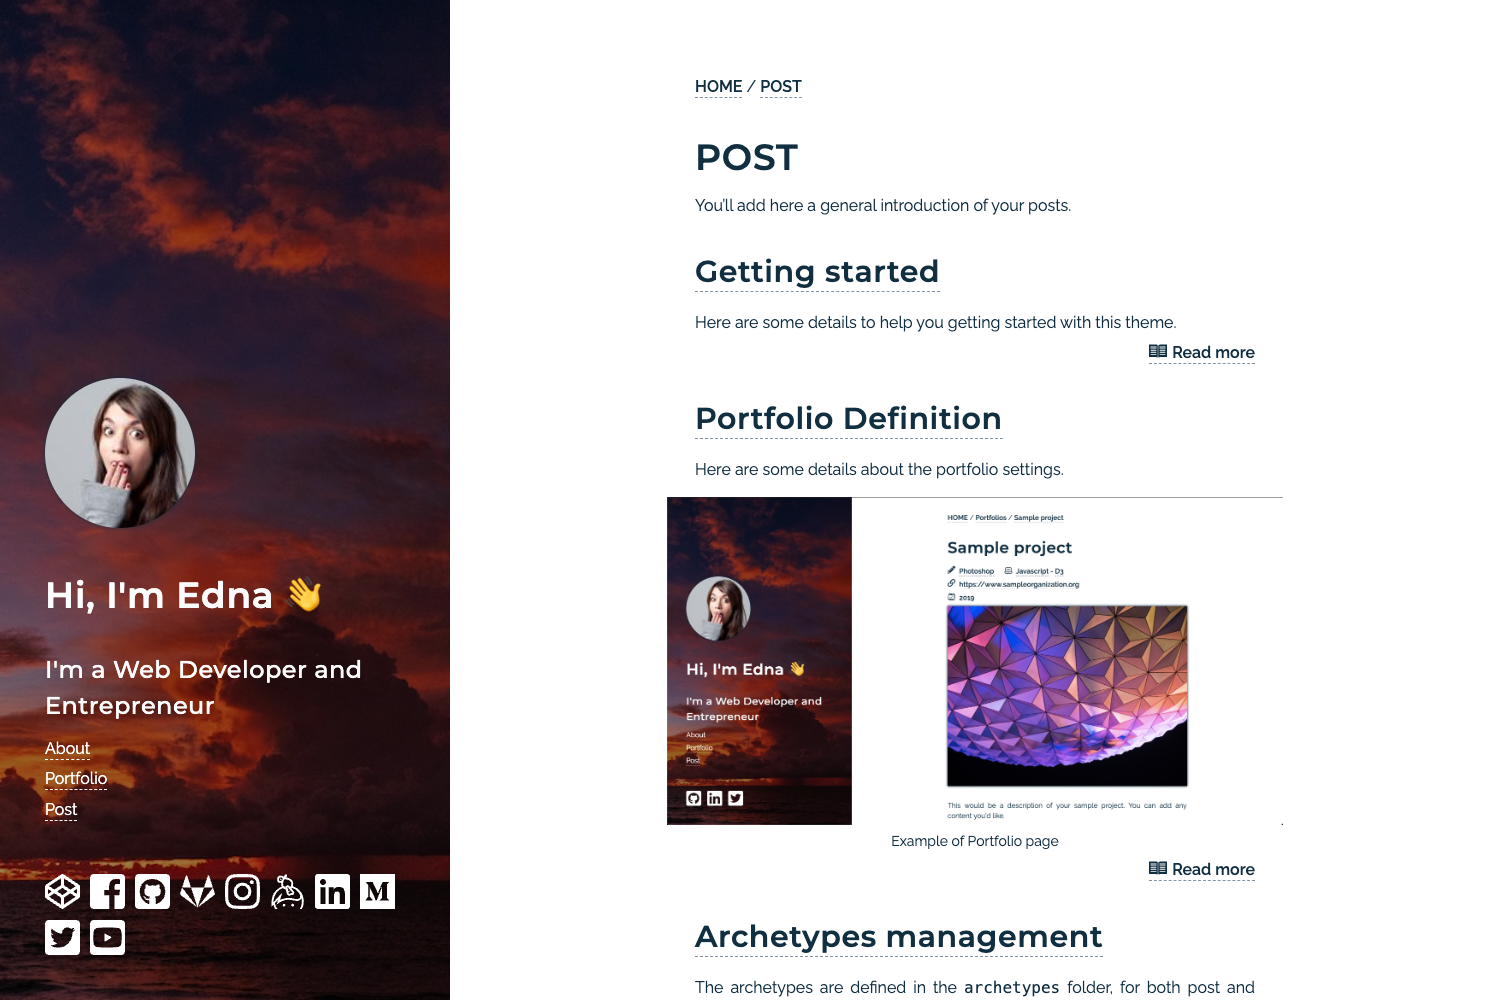 Hi, I'm Edna 👋
I'm a Web Developer and
Entrepreneur
About
Portfolio
Post
HOME / POST
POST
You'll add here a general introduction of your posts.
Getting started
Here are some details to help you getting started with this theme.
Read more
Portfolio Definition
Here are some details about the portfolio settings.
Hi, I'm Edna 👋
I'm a Web Developer and
Entrepreneur
About
Portfolio
Post
HOME / Portfolios / Sample project
Sample project
Photoshop Javascript - D3
https://www.sampleorganization.org
2019
This would be a description of your sample project. You can add any
content you'd like.
Example of Portfolio page
Read more
Archetypes management
The archetypes are defined in the archetypes folder, for both post and